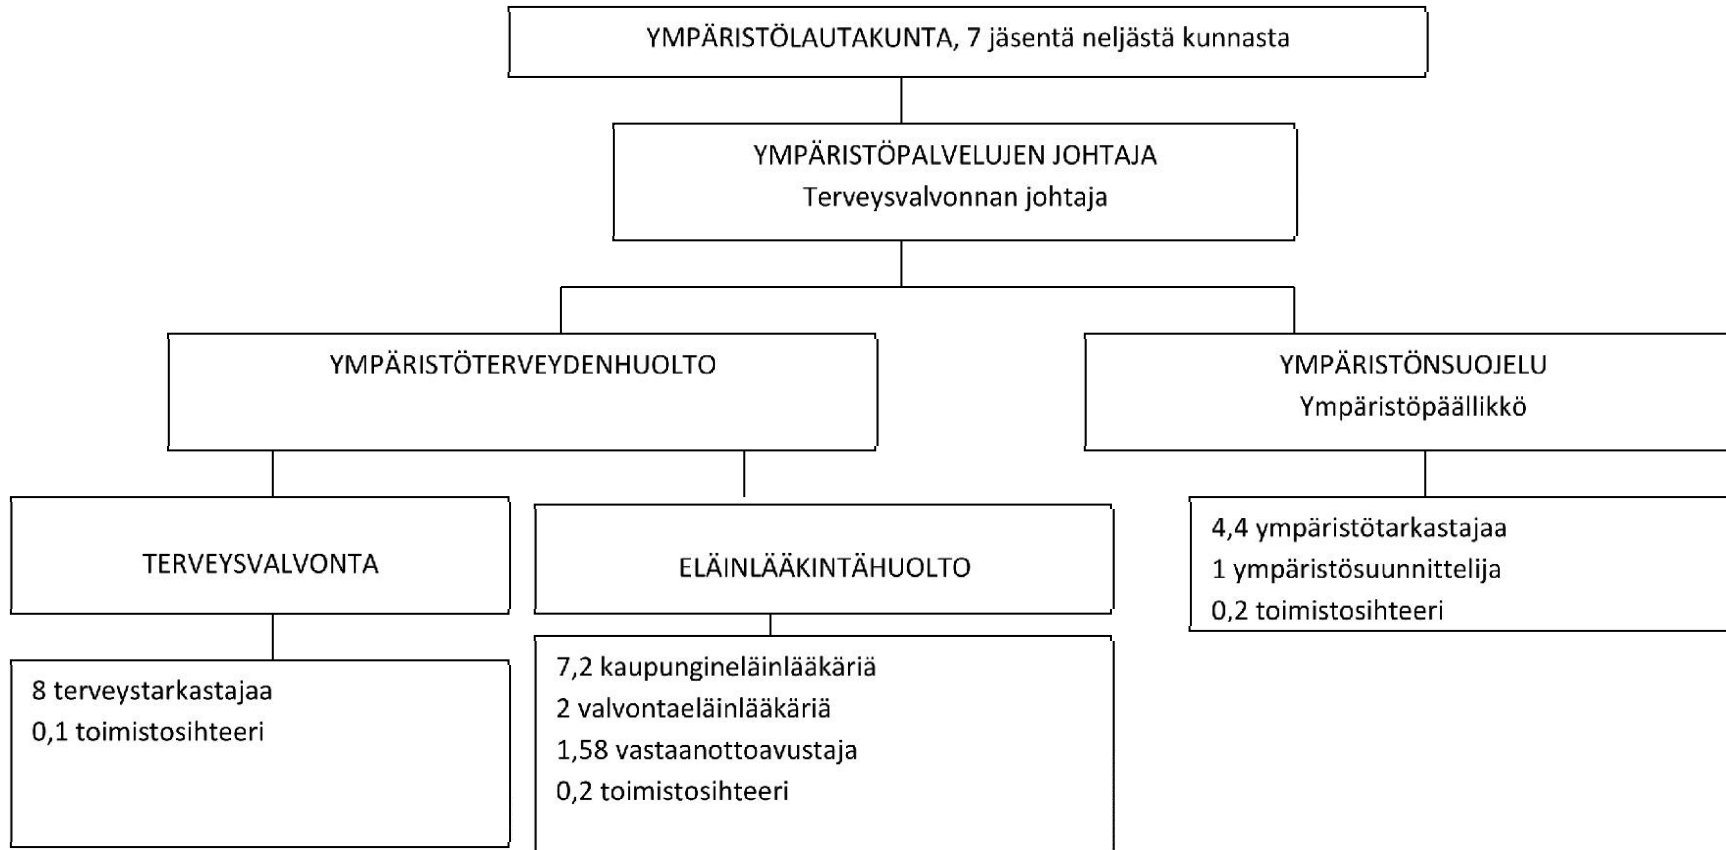 YMPÄRISTÖLAUTAKUNTA, 7 jäsentä neljästä kunnasta
YMPÄRISTÖPALVELUJEN JOHTAJA
Terveysvalvonnan johtaja
YMPÄRISTÖTERVEYDENHUOLTO
YMPÄRISTÖNSUOJELU
Ympäristöpäällikkö
TERVEYSVALVONTA
8 terveystarkastajaa
0,1 toimistosihteeri
ELÄINLÄÄKINTÄHUOLTO
7,2 kaupungineläinlääkäriä
2 valvontaeläinlääkäriä
1,58 vastaanottoavustaja
0,2 toimistosihteeri
4,4 ympäristötarkastajaa
1 ympäristösuunnittelija
0,2 toimistosihteeri